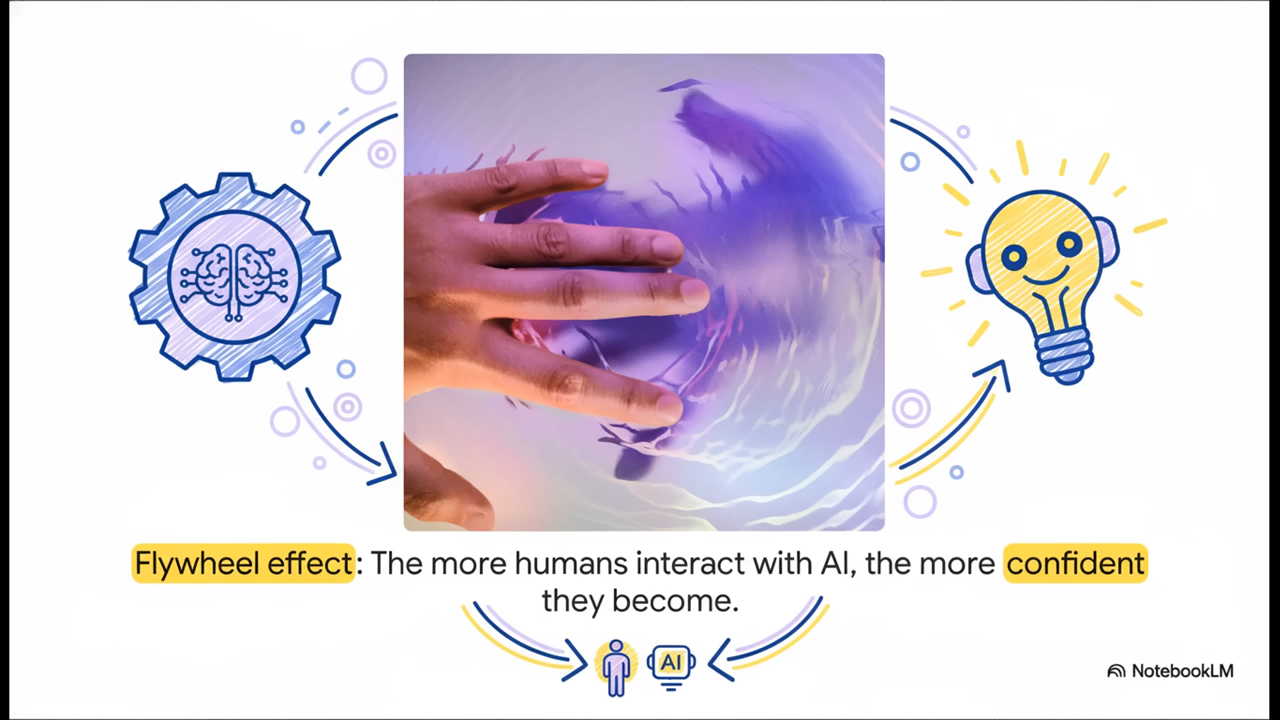 Flywheel effect: The more humans interact with AI, the more confident
they become.
AI
NotebookLM